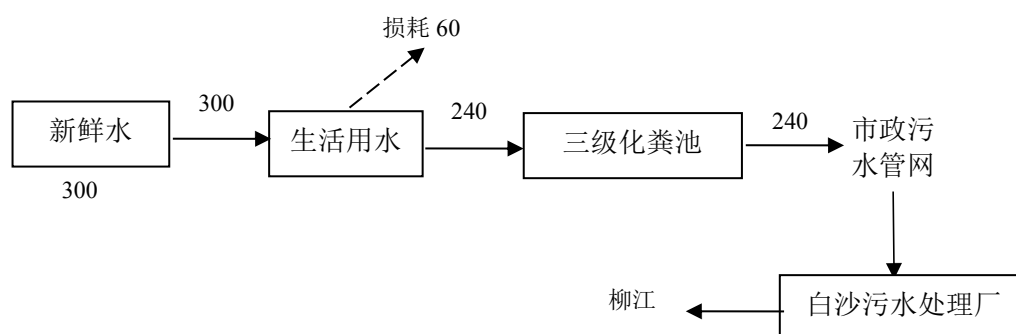 损耗 60
300
240
240
新鲜水
生活用水
三级化粪池
市政污
水管网
300
柳江
白沙污水处理厂